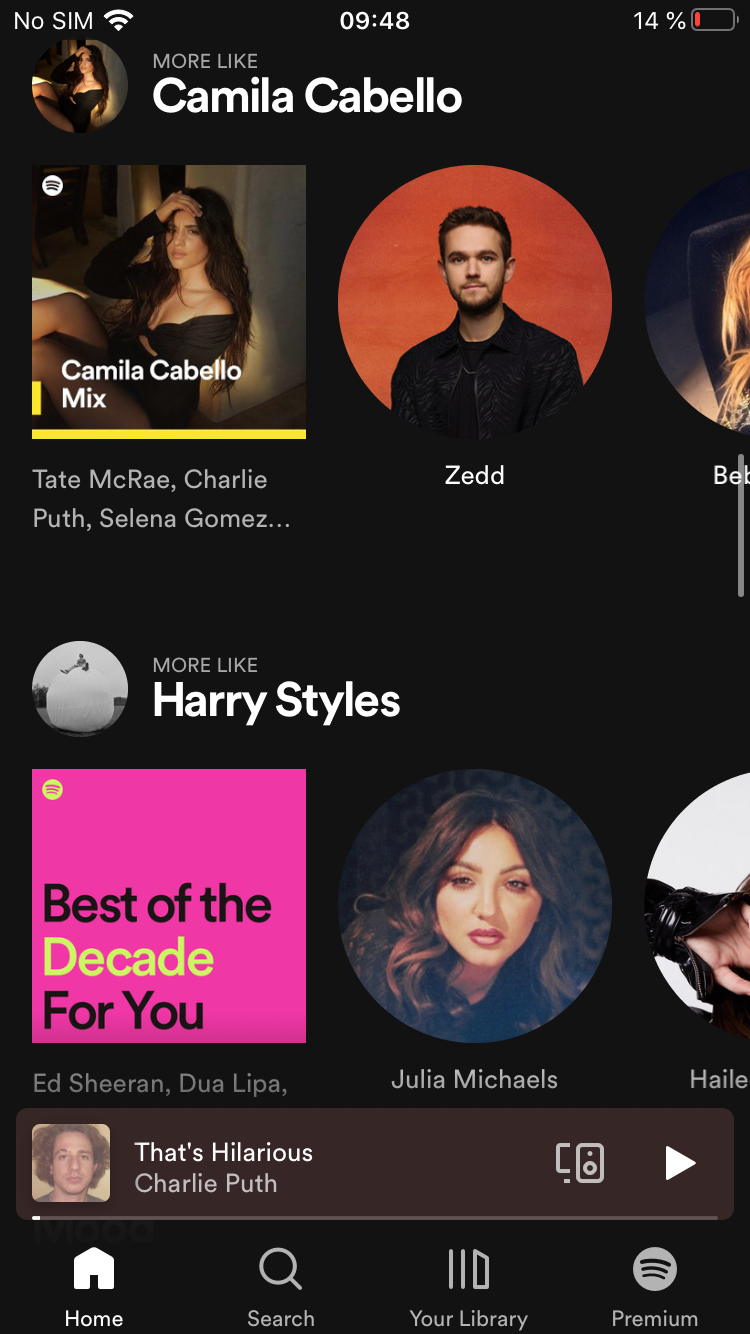 No SIM 09:48 14 %
MORE LIKE
Camila Cabello
Camila Cabello
Mix
Tate McRae, Charlie
Puth, Selena Gomez...
Zedd
Beb
MORE LIKE
Harry Styles
Best of the
Decade
For You
Ed Sheeran, Dua Lipa,
Julia Michaels
Haile
That's Hilarious
Charlie Puth
Mood
Home Search Your Library Premium